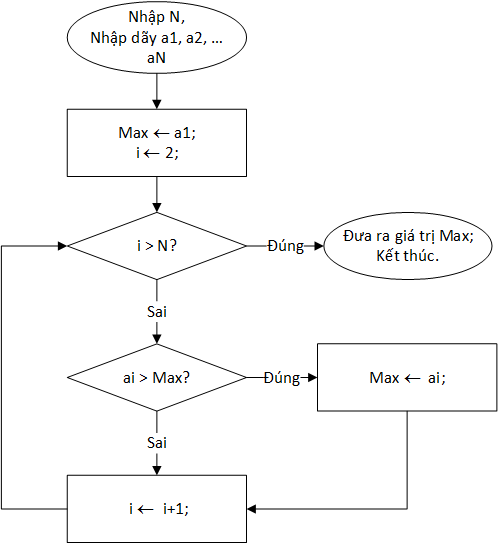 Nhập N,
Nhập dãy a1, a2, ...
aN
Max ← a1;
i ← 2;
i > N?
Đúng
Đưa ra giá trị Max;
Kết thúc.
Sai
ai > Max?
Đúng
Max ← ai;
Sai
i ← i+1;